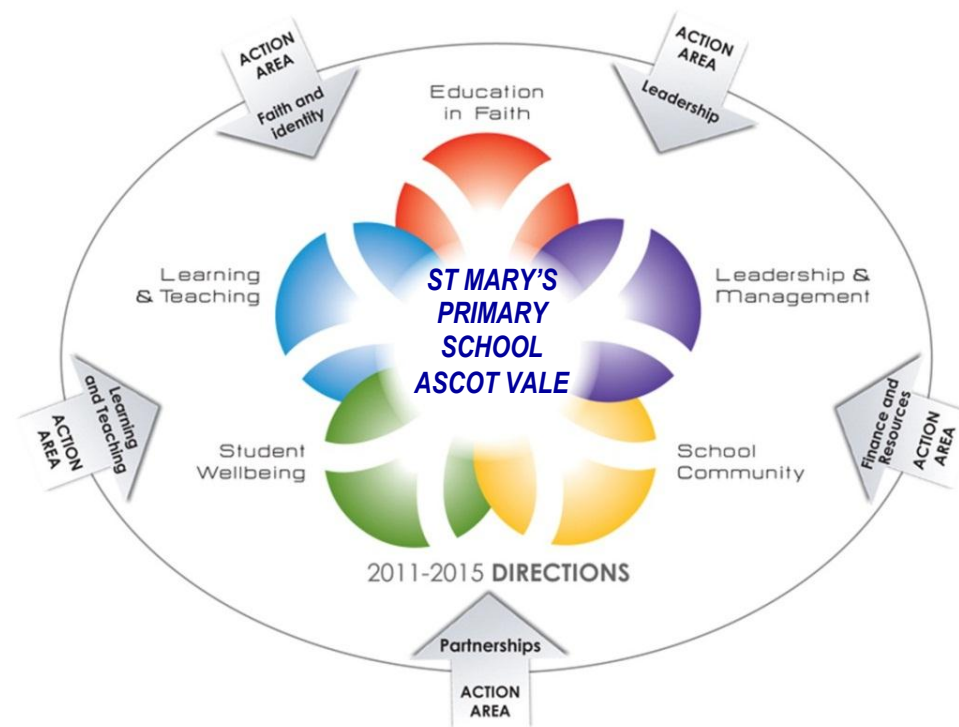 ACTION
AREA
Faith and
identity
ACTION
AREA
Leadership
Education
in Faith
Learning
& Teaching
Leadership &
Management
ST MARY'S
PRIMARY
SCHOOL
ASCOT VALE
Learning
and Teaching
ACTION
AREA
Finance and
Resources
ACTION
AREA
Student
Wellbeing
School
Community
2011-2015 DIRECTIONS
Partnerships
ACTION
AREA